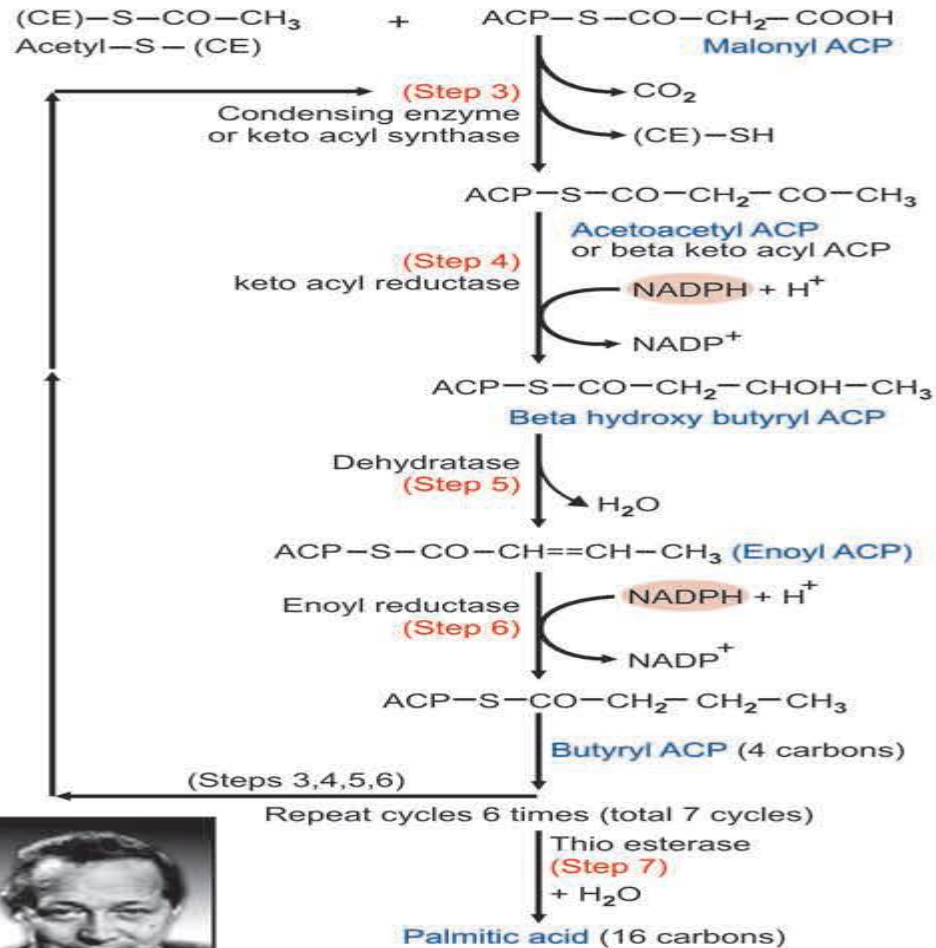 (CE)–S–CO–CH₃ + ACP–S–CO–CH₂–COOH
Acetyl–S – (CE) Malonyl ACP
(Step 3) CO₂
Condensing enzyme
or keto acyl synthase (CE)–SH
ACP–S–CO–CH₂–CO–CH₃
Acetoacetyl ACP
or beta keto acyl ACP
(Step 4)
keto acyl reductase NADPH + H⁺
NADP⁺
ACP–S–CO–CH₂–CHOH–CH₃
Beta hydroxy butyryl ACP
Dehydratase
(Step 5)
H₂O
ACP–S–CO–CH==CH–CH₃ (Enoyl ACP)
Enoyl reductase NADPH + H⁺
(Step 6)
NADP⁺
ACP–S–CO–CH₂–CH₂–CH₃
Butyryl ACP (4 carbons)
(Steps 3,4,5,6)
Repeat cycles 6 times (total 7 cycles)
Thio esterase
(Step 7)
+ H₂O
Palmitic acid (16 carbons)